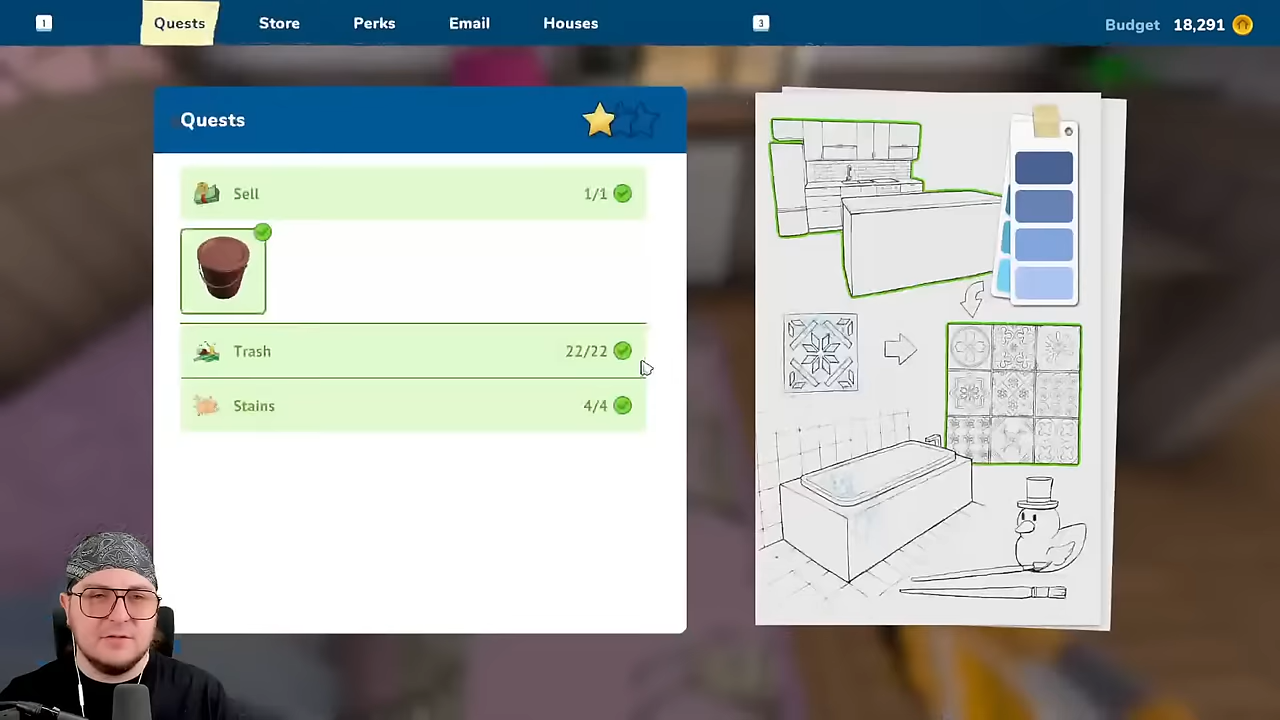 1 Quests Store Perks Email Houses 3 Budget 18,291
Quests
Sell 1/1
Trash 22/22
Stains 4/4